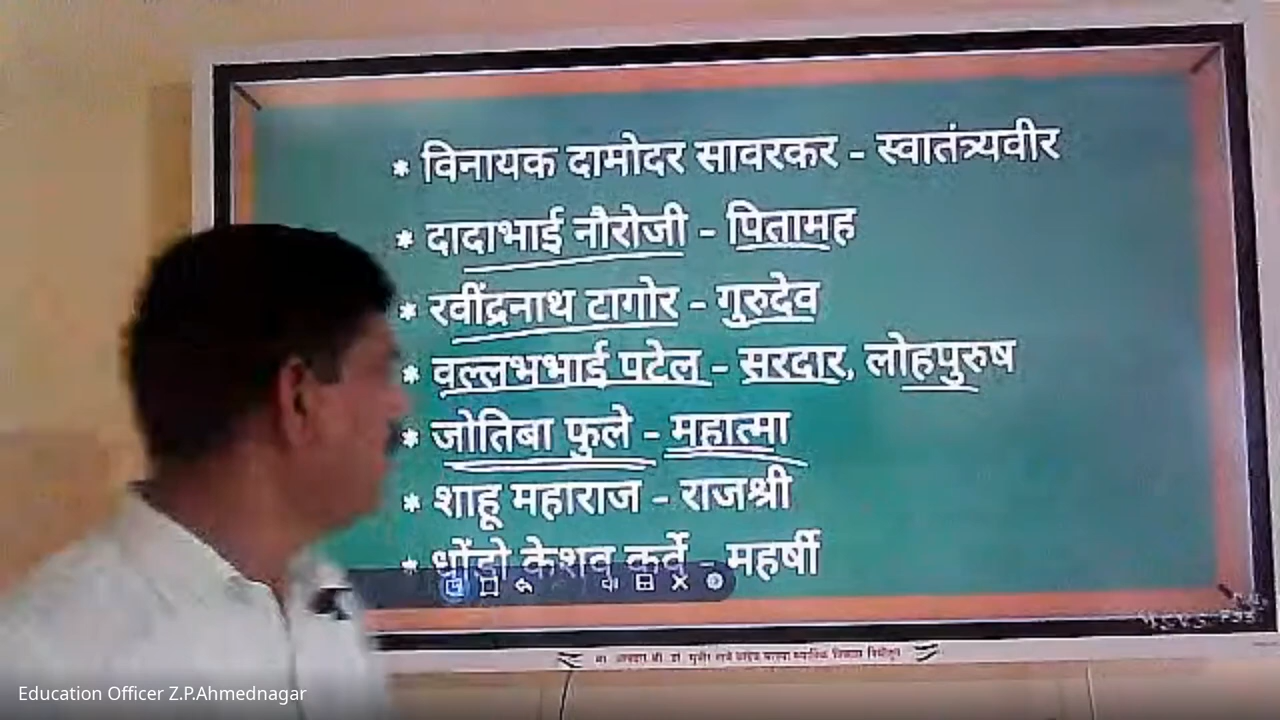 * विनायक दामोदर सावरकर - स्वातंत्र्यवीर
* दादाभाई नौरोजी - पितामह
* रवींद्रनाथ टागोर - गुरुदेव
* वल्लभभाई पटेल - सरदार, लोहपुरुष
* जोतिबा फुले - महात्मा
* शाहू महाराज - राजश्री
* धोंडो केशव कर्वे - महर्षी
Education Officer Z.P.Ahmednagar